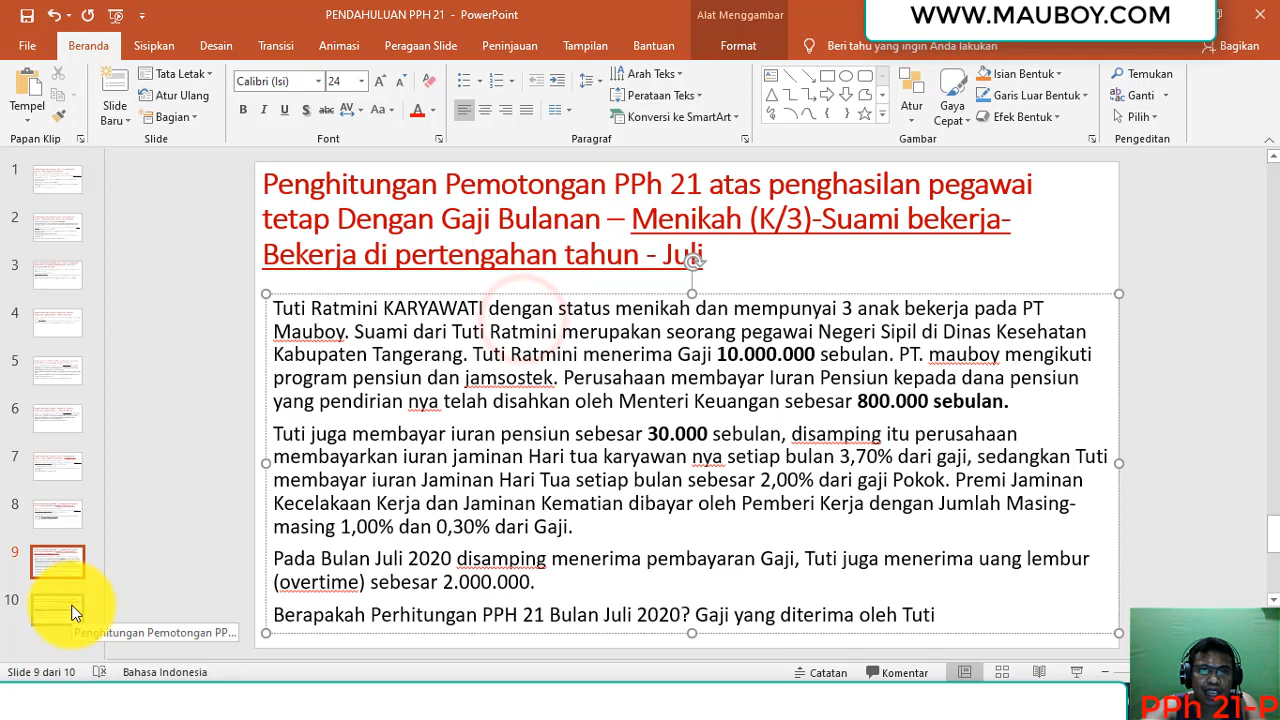 PENDAHULUAN PPH 21 - PowerPoint
Alat Menggambar
WWW.MAUBOY.COM
File Beranda Sisipkan Desain Transisi Animasi Peragaan Slide Peninjauan Tampilan Bantuan Format Beri tahu yang ingin Anda lakukan Bagikan
Tempel
Papan Klip
Slide Baru
Tata Letak
Atur Ulang
Bagian
Slide
Calibri (Isi) 24
Font
Arah Teks
Perataan Teks
Konversi ke SmartArt
Paragraf
Atur
Gaya Cepat
Isian Bentuk
Garis Luar Bentuk
Efek Bentuk
Gambar
Temukan
Ganti
Pilih
Pengeditan
1
2
3
4
5
7
8
9
10
Penghitungan Pemotongan PPh 21 atas penghasilan pegawai
tetap Dengan Gaji Bulanan – Menikah (K/3)-Suami bekerja-
Bekerja di pertengahan tahun - Juli
Tuti Ratmini KARYAWATI dengan status menikah dan mempunyai 3 anak bekerja pada PT
Mauboy. Suami dari Tuti Ratmini merupakan seorang pegawai Negeri Sipil di Dinas Kesehatan
Kabupaten Tangerang. Tuti Ratmini menerima Gaji 10.000.000 sebulan. PT. mauboy mengikuti
program pensiun dan jamsostek. Perusahaan membayar Iuran Pensiun kepada dana pensiun
yang pendirian nya telah disahkan oleh Menteri Keuangan sebesar 800.000 sebulan.
Tuti juga membayar iuran pensiun sebesar 30.000 sebulan, disamping itu perusahaan
membayarkan iuran jaminan Hari tua karyawan nya setiap bulan 3,70% dari gaji, sedangkan Tuti
membayar iuran Jaminan Hari Tua setiap bulan sebesar 2,00% dari gaji Pokok. Premi Jaminan
Kecelakaan Kerja dan Jaminan Kematian dibayar oleh Pemberi Kerja dengan Jumlah Masing-
masing 1,00% dan 0,30% dari Gaji.
Pada Bulan Juli 2020 disamping menerima pembayaran Gaji, Tuti juga menerima uang lembur
(overtime) sebesar 2.000.000.
Berapakah Perhitungan PPH 21 Bulan Juli 2020? Gaji yang diterima oleh Tuti
Penghitungan Pemotongan PP...
Slide 9 dari 10 Bahasa Indonesia Catatan Komentar
PPh 21-P